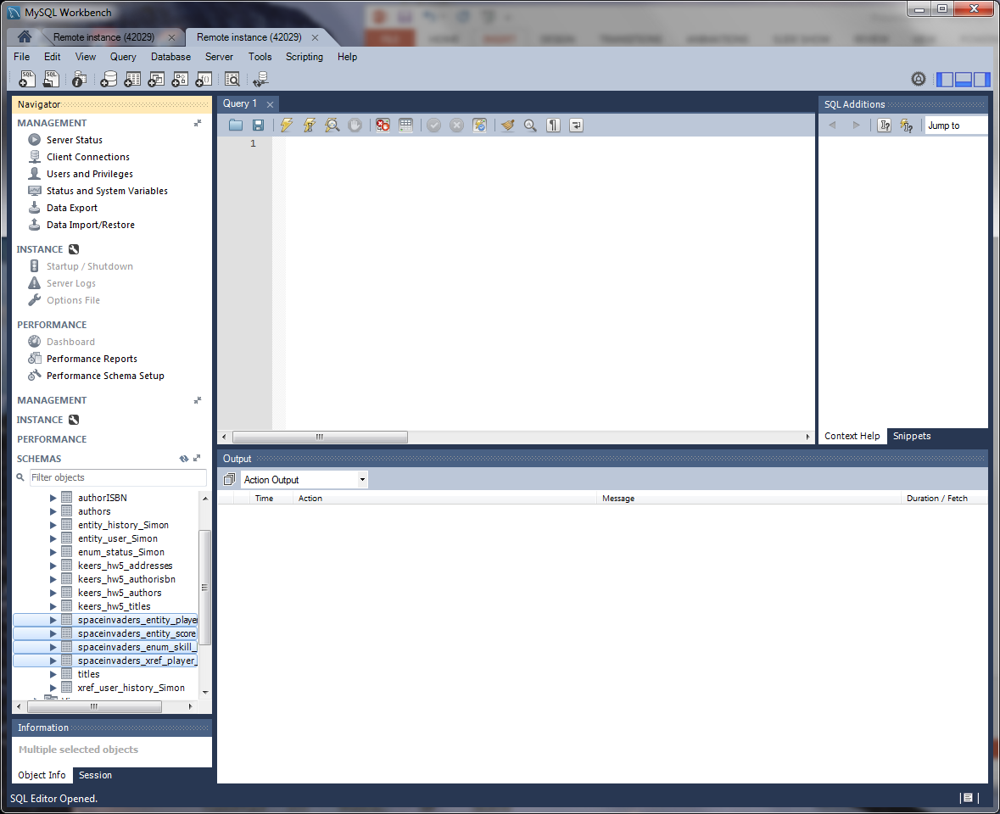 MySQL Workbench
Remote instance (42029)
Remote instance (42029)
File Edit View Query Database Server Tools Scripting Help
Navigator
MANAGEMENT
Server Status
Client Connections
Users and Privileges
Status and System Variables
Data Export
Data Import/Restore
INSTANCE
Startup / Shutdown
Server Logs
Options File
PERFORMANCE
Dashboard
Performance Reports
Performance Schema Setup
MANAGEMENT
INSTANCE
PERFORMANCE
SCHEMAS
Filter objects
authorISBN
authors
entity_history_Simon
entity_user_Simon
enum_status_Simon
keers_hw5_addresses
keers_hw5_authorisbn
keers_hw5_authors
keers_hw5_titles
spaceinvaders_entity_player
spaceinvaders_entity_score
spaceinvaders_enum_skill_
spaceinvaders_xref_player_
titles
xref_user_history_Simon
Information
Multiple selected objects
Object Info Session
SQL Editor Opened.
Query 1
1
SQL Additions
Jump to
Context Help Snippets
Output
Action Output
Time Action Message Duration / Fetch